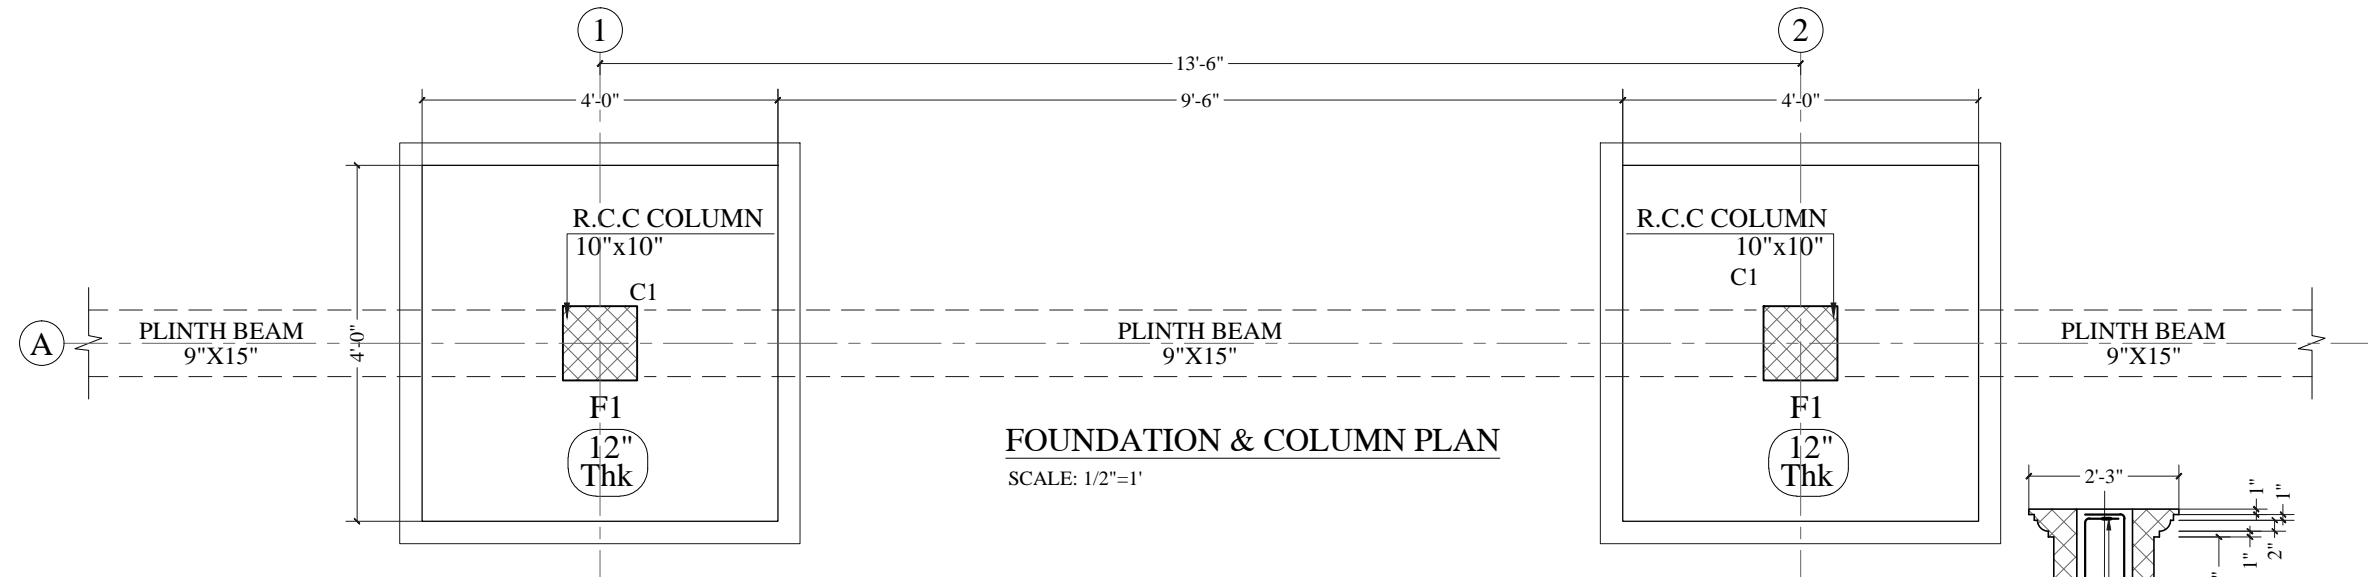 1
2
13'-6"
4'-0"
9'-6"
4'-0"
R.C.C COLUMN
10"x10"
C1
R.C.C COLUMN
10"x10"
C1
A
PLINTH BEAM
9"X15"
4'-0"
PLINTH BEAM
9"X15"
PLINTH BEAM
9"X15"
F1
12"
Thk
F1
12"
Thk
FOUNDATION & COLUMN PLAN
SCALE: 1/2"=1'
2'-3"
1"
1"
2"
1"